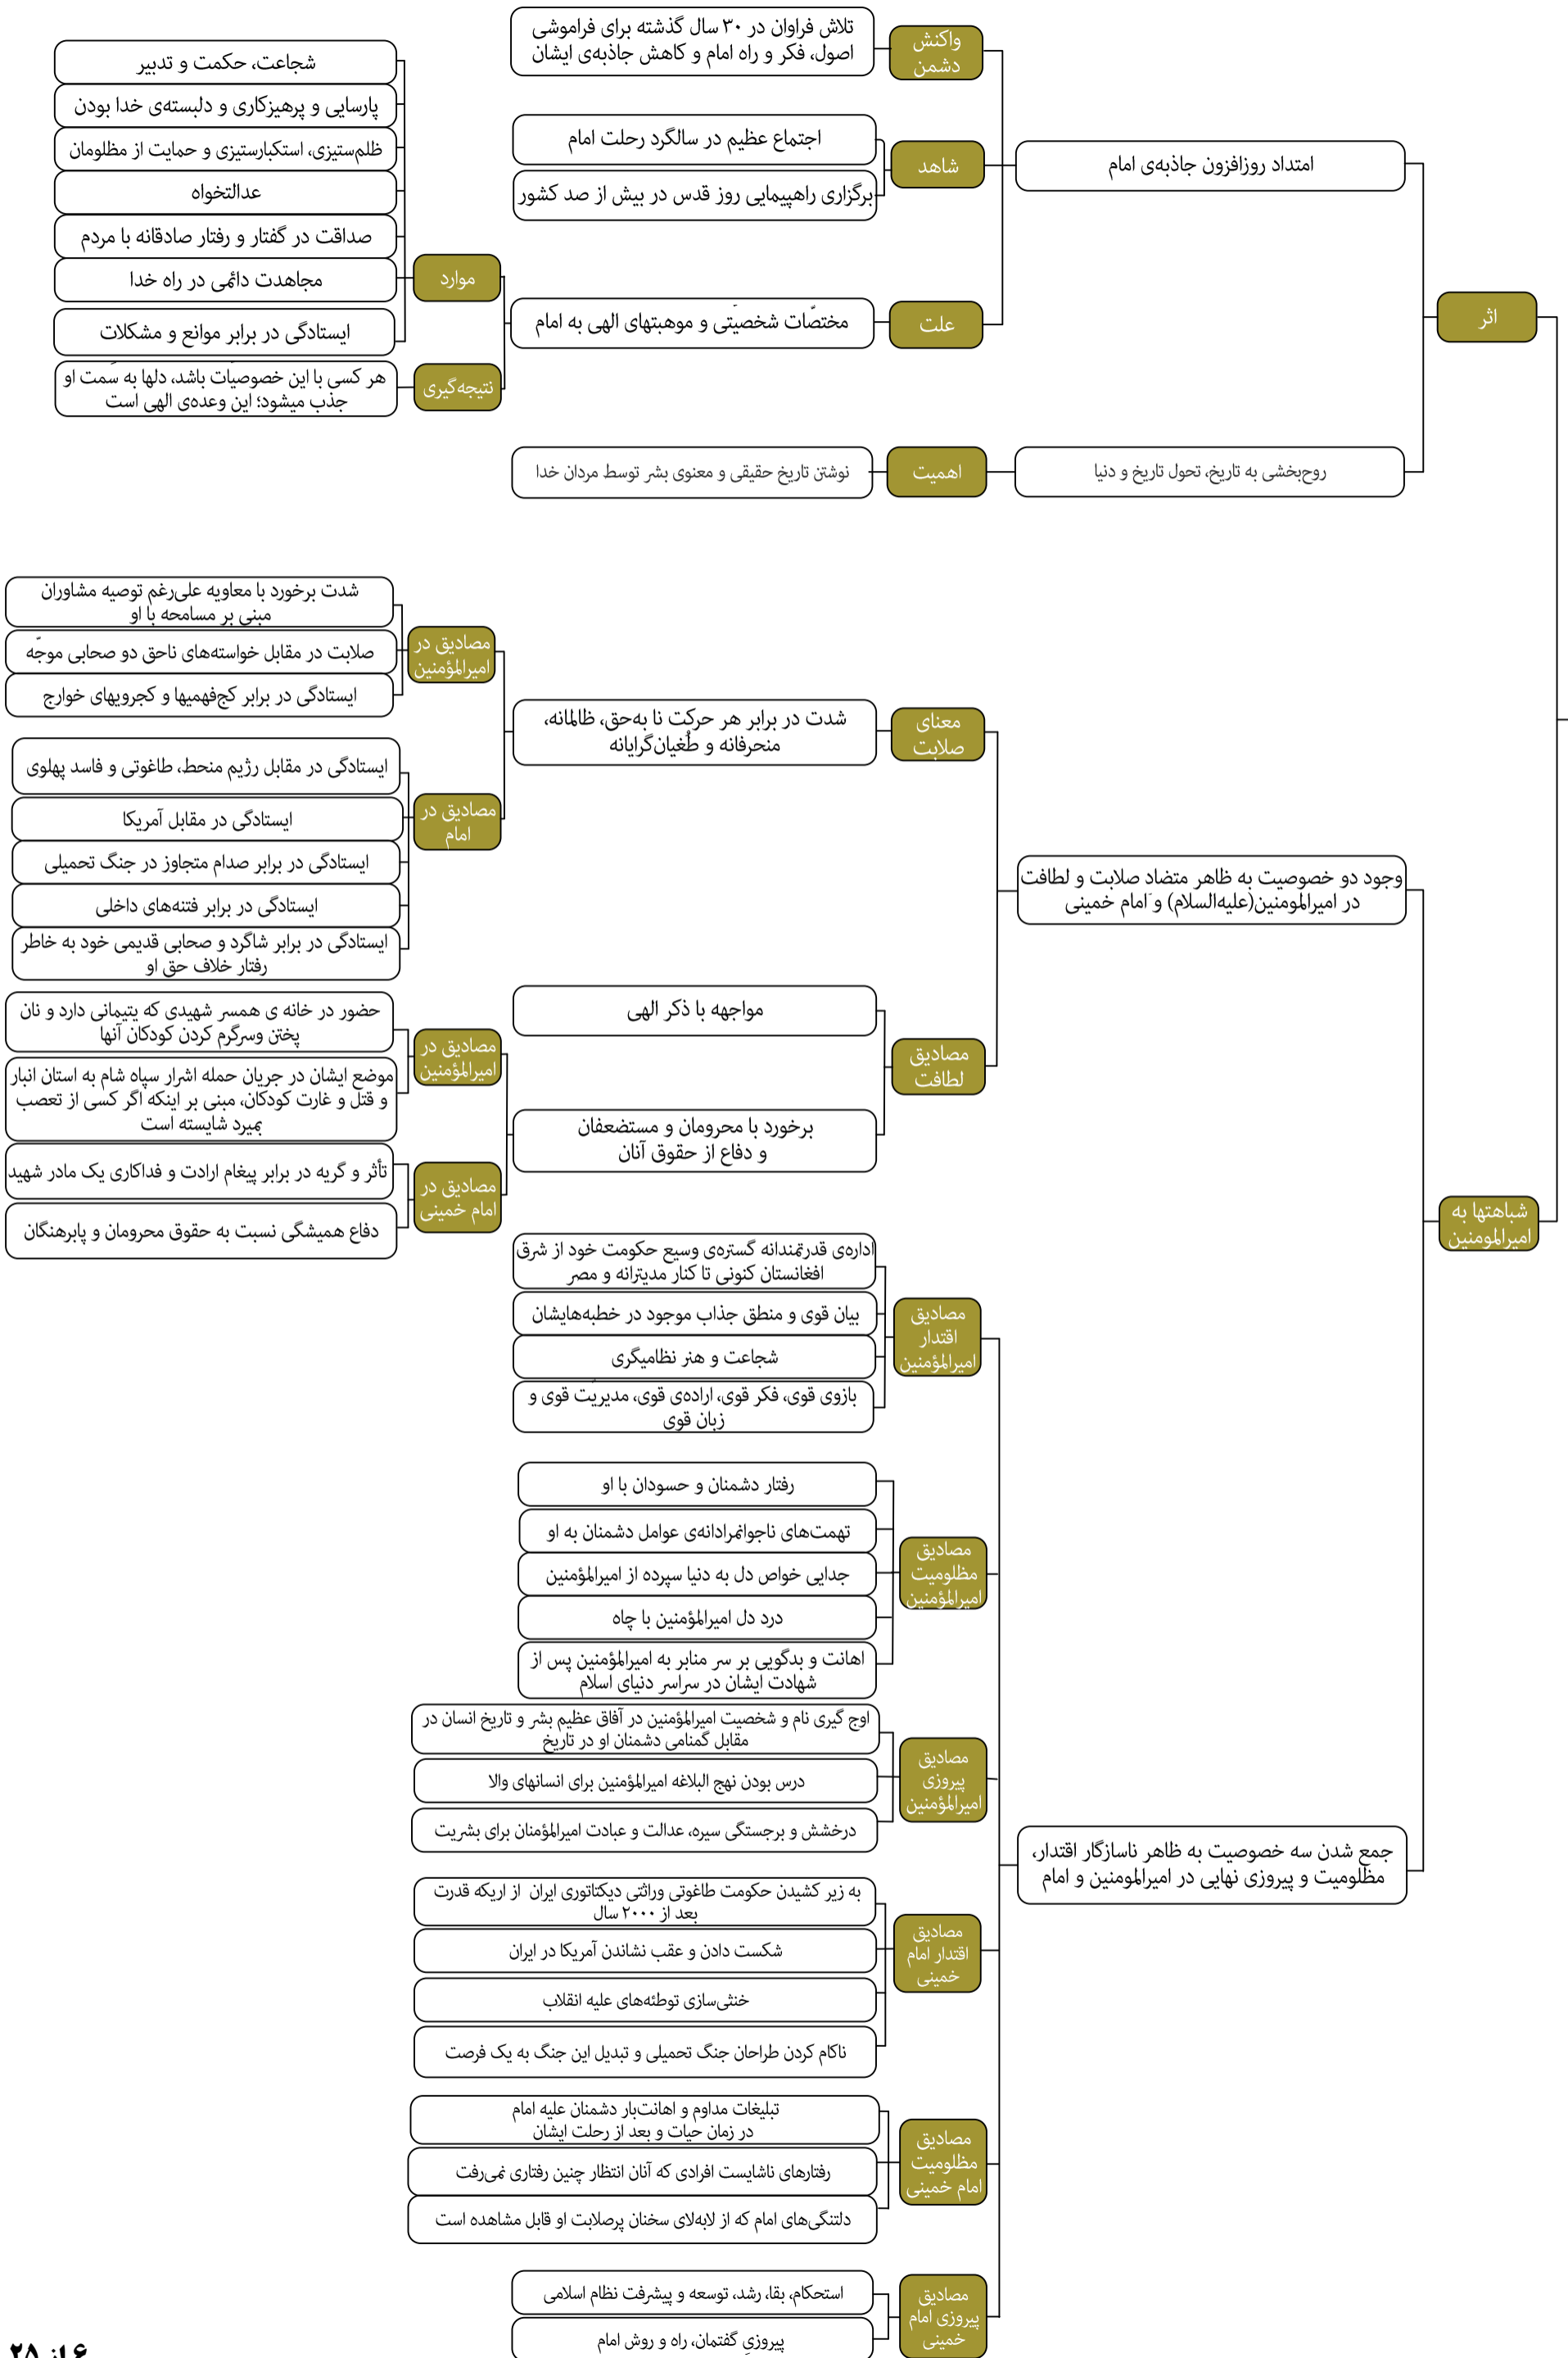 اثر
امتداد روزافزون جاذبه‌ی امام
واکنش
دشمن
تلاش فراوان در ۳۰ سال گذشته برای فراموشی
اصول، فکر و راه امام و کاهش جاذبه‌ی ایشان
شاهد
اجتماع عظیم در سالگرد رحلت امام
برگزاری راهپیمایی روز قدس در بیش از صد کشور
علت
مختصّات شخصیّتی و موهبتهای الهی به امام
موارد
شجاعت، حکمت و تدبیر
پارسایی و پرهیزکاری و دلبسته‌ی خدا بودن
ظلم‌ستیزی، استکبارستیزی و حمایت از مظلومان
عدالتخواه
صداقت در گفتار و رفتار صادقانه با مردم
مجاهدت دائمی در راه خدا
ایستادگی در برابر موانع و مشکلات
نتیجه‌گیری
هر کسی با این خصوصیّات باشد، دلها به سَمت او
جذب میشود؛ این وعده‌ی الهی است
روح‌بخشی به تاریخ، تحول تاریخ و دنیا
اهمیت
نوشتن تاریخ حقیقی و معنوی بشر توسط مردان خدا
شباهتها به
امیرالمومنین
وجود دو خصوصیت به ظاهر متضاد صلابت و لطافت
در امیرالمومنین(علیه‌السلام) و امام خمینی
معنای
صلابت
شدت در برابر هر حرکت نا به‌حق، ظالمانه،
منحرفانه و طُغیان‌گرایانه
مصادیق در
امیرالمؤمنین
شدت برخورد با معاویه علی‌رغم توصیه مشاوران
مبنی بر مسامحه با او
صلابت در مقابل خواسته‌های ناحق دو صحابی موجّه
ایستادگی در برابر کج‌فهمیها و کجرویهای خوارج
مصادیق در
امام
ایستادگی در مقابل رژیم منحط، طاغوتی و فاسد پهلوی
ایستادگی در مقابل آمریکا
ایستادگی در برابر صدام متجاوز در جنگ تحمیلی
ایستادگی در برابر فتنه‌های داخلی
ایستادگی در برابر شاگرد و صحابی قدیمی خود به خاطر
رفتار خلاف حق او
مصادیق
لطافت
مواجهه با ذکر الهی
برخورد با محرومان و مستضعفان
و دفاع از حقوق آنان
مصادیق در
امیرالمؤمنین
حضور در خانه ی همسر شهیدی که یتیمانی دارد و نان
پختن وسرگرم کردن کودکان آنها
موضع ایشان در جریان حمله اشرار سپاه شام به استان انبار
و قتل و غارت کودکان، مبنی بر اینکه اگر کسی از تعصب
بمیرد شایسته است
مصادیق در
امام خمینی
تأثر و گریه در برابر پیغام ارادت و فداکاری یک مادر شهید
دفاع همیشگی نسبت به حقوق محرومان و پابرهنگان
جمع شدن سه خصوصیت به ظاهر ناسازگار اقتدار،
مظلومیت و پیروزی نهایی در امیرالمومنین و امام
مصادیق
اقتدار
امیرالمؤمنین
اداره‌ی قدرتمندانه گستره‌ی وسیع حکومت خود از شرق
افغانستان کنونی تا کنار مدیترانه و مصر
بیان قوی و منطق جذاب موجود در خطبه‌هایشان
شجاعت و هنر نظامیگری
بازوی قوی، فکر قوی، اراده‌ی قوی، مدیریّت قوی و
زبان قوی
مصادیق
مظلومیت
امیرالمؤمنین
رفتار دشمنان و حسودان با او
تهمت‌های ناجوانمرادانه‌ی عوامل دشمنان به او
جدایی خواص دل به دنیا سپرده از امیرالمؤمنین
درد دل امیرالمؤمنین با چاه
اهانت و بدگویی بر سر منابر به امیرالمؤمنین پس از
شهادت ایشان در سراسر دنیای اسلام
مصادیق
پیروزی
امیرالمؤمنین
اوج گیری نام و شخصیت امیرالمؤمنین در آفاق عظیم بشر و تاریخ انسان در
مقابل گمنامی دشمنان او در تاریخ
درس بودن نهج البلاغه امیرالمؤمنین برای انسانهای والا
درخشش و برجستگی سیره، عدالت و عبادت امیرالمؤمنان برای بشریت
مصادیق
اقتدار امام
خمینی
به زیر کشیدن حکومت طاغوتی وراثتی دیکتاتوری ایران از اریکه قدرت
بعد از ۲۰۰۰ سال
شکست دادن و عقب نشاندن آمریکا در ایران
خنثی‌سازی توطئه‌های علیه انقلاب
ناکام کردن طراحان جنگ تحمیلی و تبدیل این جنگ به یک فرصت
مصادیق
مظلومیت
امام خمینی
تبلیغات مداوم و اهانت‌بار دشمنان علیه امام
در زمان حیات و بعد از رحلت ایشان
رفتارهای ناشایست افرادی که آنان انتظار چنین رفتاری نمی‌رفت
دلتنگی‌های امام که از لابه‌لای سخنان پرصلابت او قابل مشاهده است
مصادیق
پیروزی امام
خمینی
استحکام، بقا، رشد، توسعه و پیشرفت نظام اسلامی
پیروزیِ گفتمان، راه و روش امام
۶ از ۲۸